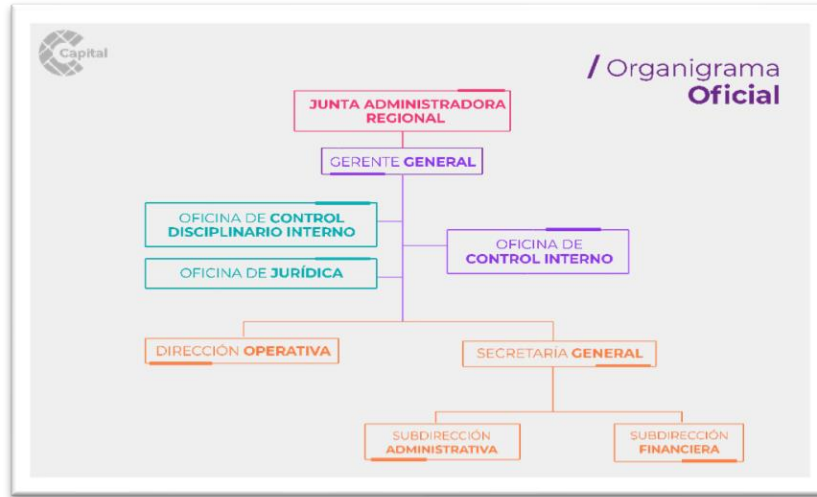 Capital
/ Organigrama
Oficial
JUNTA ADMINISTRADORA
REGIONAL
GERENTE GENERAL
OFICINA DE CONTROL
DISCIPLINARIO INTERNO
OFICINA DE
CONTROL INTERNO
OFICINA DE JURÍDICA
DIRECCIÓN OPERATIVA
SECRETARÍA GENERAL
SUBDIRECCIÓN
ADMINISTRATIVA
SUBDIRECCIÓN
FINANCIERA